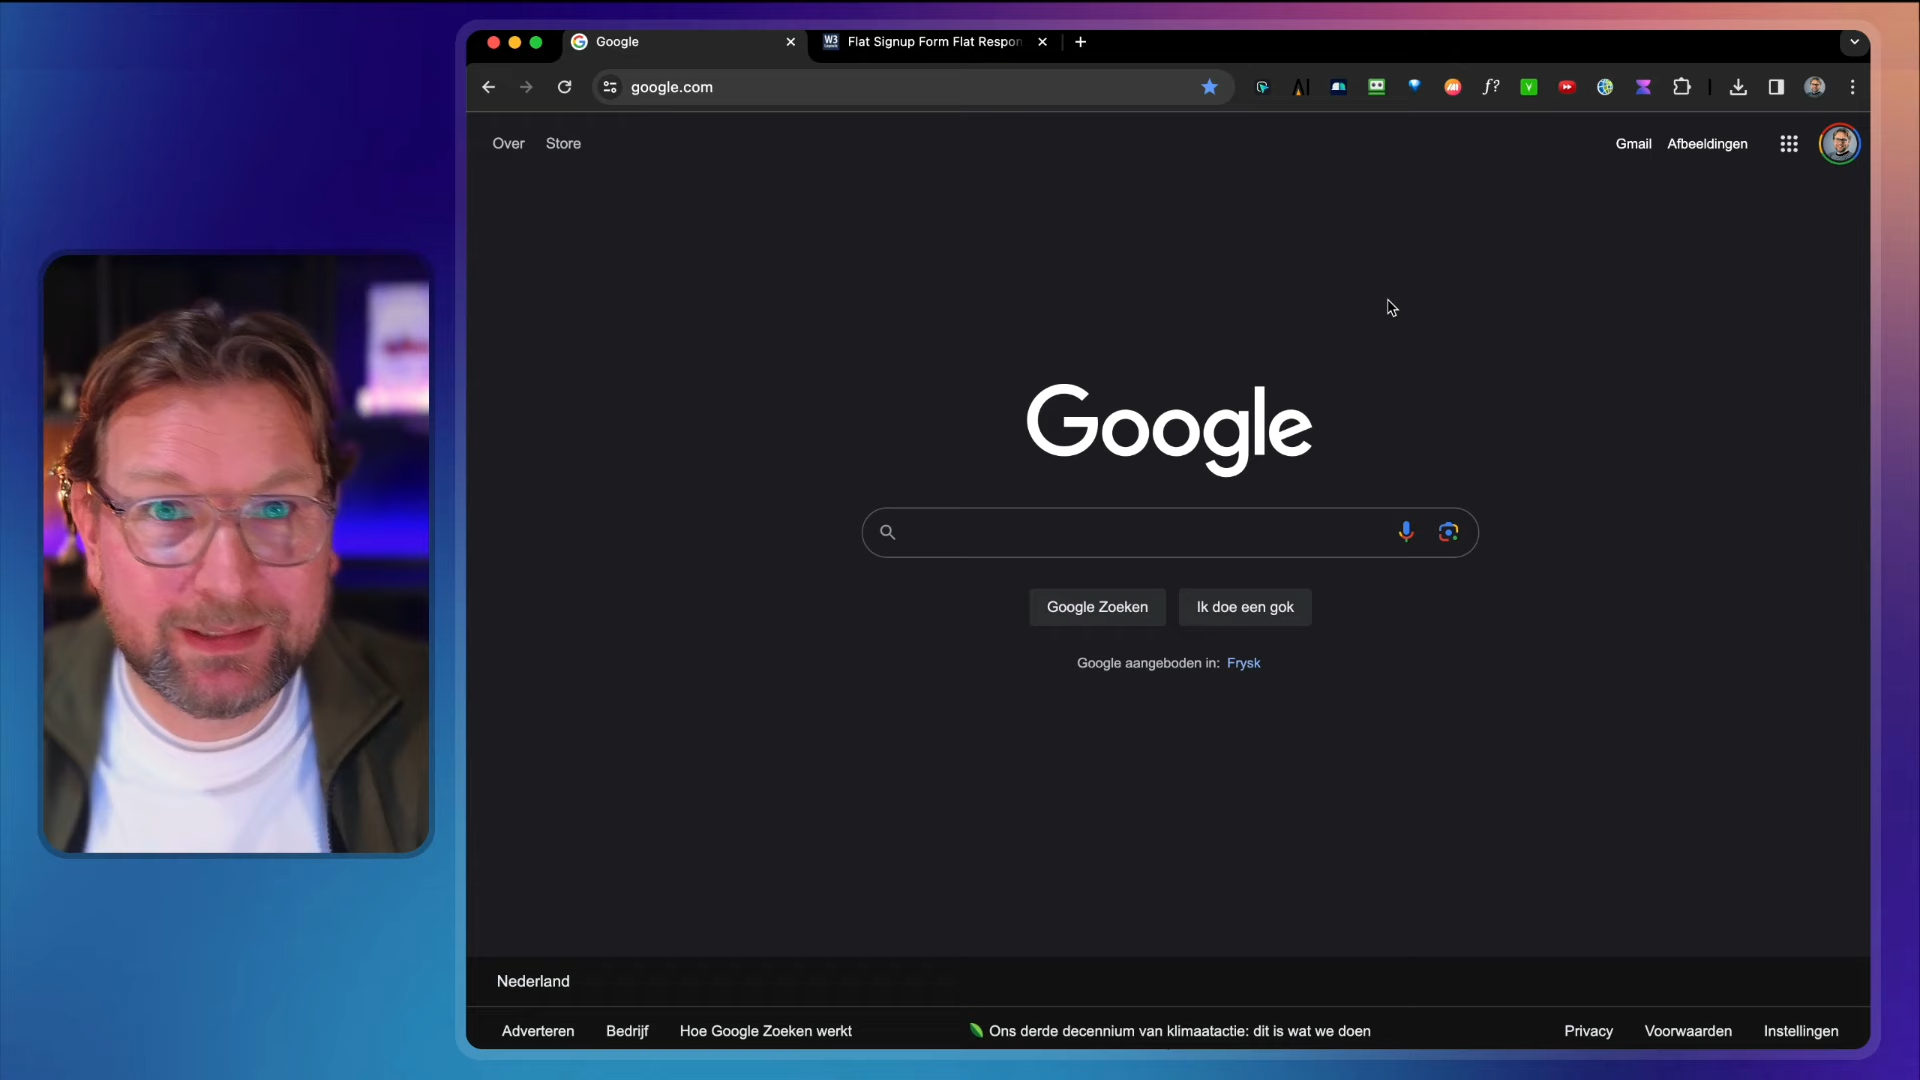 Google
W3
Flat Signup Form Flat Respon
google.com
Over
Store
Gmail
Afbeeldingen
Google
Google Zoeken
Ik doe een gok
Google aangeboden in: Frysk
Nederland
Adverteren
Bedrijf
Hoe Google Zoeken werkt
Ons derde decennium van klimaatactie: dit is wat we doen
Privacy
Voorwaarden
Instellingen